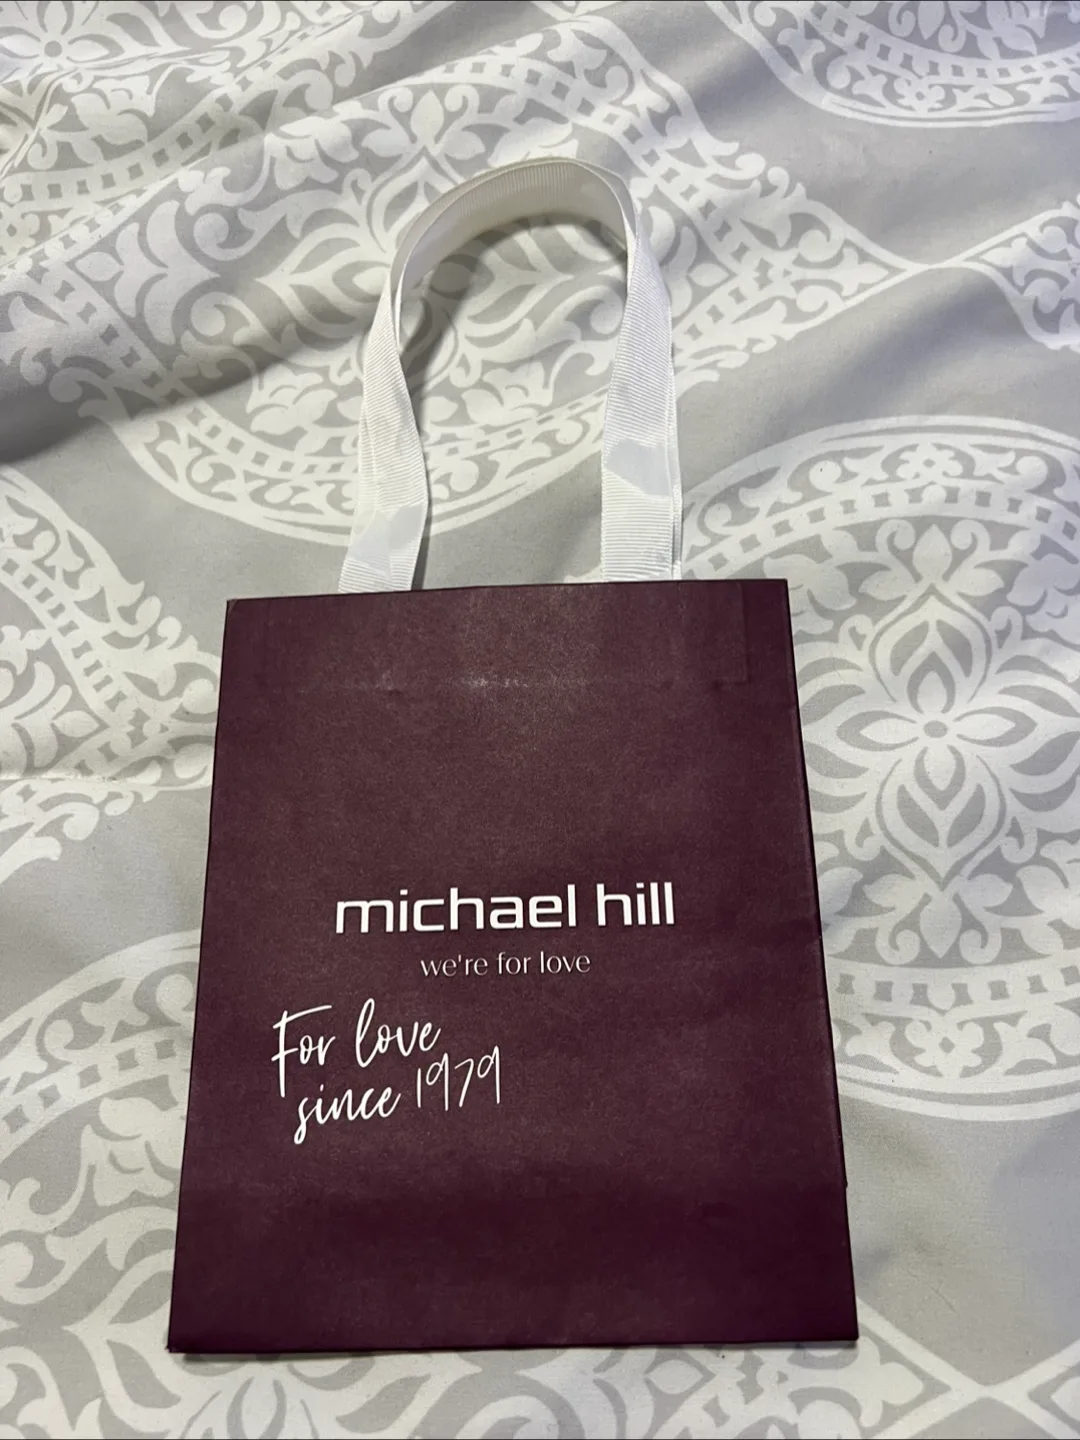 michael hill
we're for love
For love
since 1979